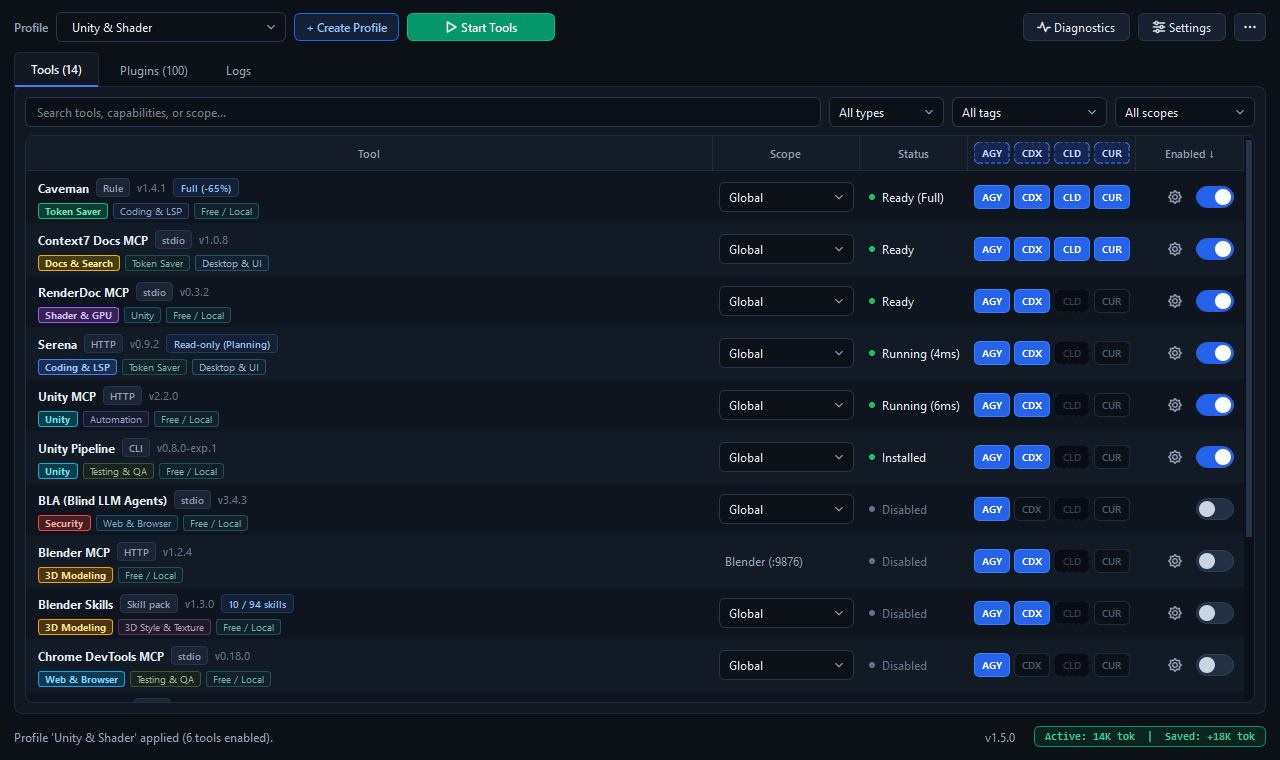 Profile Unity & Shader + Create Profile Start Tools Diagnostics Settings ...
Tools (14) Plugins (100) Logs
Search tools, capabilities, or scope... All types All tags All scopes
Tool Scope Status AGY CDX CLD CUR Enabled ↓
Caveman Rule v1.4.1 Full (-65%)
Token Saver Coding & LSP Free / Local
Global Ready (Full) AGY CDX CLD CUR
Context7 Docs MCP stdio v1.0.8
Docs & Search Token Saver Desktop & UI
Global Ready AGY CDX CLD CUR
RenderDoc MCP stdio v0.3.2
Shader & GPU Unity Free / Local
Global Ready AGY CDX CLD CUR
Serena HTTP v0.9.2 Read-only (Planning)
Coding & LSP Token Saver Desktop & UI
Global Running (4ms) AGY CDX CLD CUR
Unity MCP HTTP v2.2.0
Unity Automation Free / Local
Global Running (6ms) AGY CDX CLD CUR
Unity Pipeline CLI v0.8.0-exp.1
Unity Testing & QA Free / Local
Global Installed AGY CDX CLD CUR
BLA (Blind LLM Agents) stdio v3.4.3
Security Web & Browser Free / Local
Global Disabled AGY CDX CLD CUR
Blender MCP HTTP v1.2.4
3D Modeling Free / Local
Blender (:9876) Disabled AGY CDX CLD CUR
Blender Skills Skill pack v1.3.0 10 / 94 skills
3D Modeling 3D Style & Texture Free / Local
Global Disabled AGY CDX CLD CUR
Chrome DevTools MCP stdio v0.18.0
Web & Browser Testing & QA Free / Local
Global Disabled AGY CDX CLD CUR
Profile 'Unity & Shader' applied (6 tools enabled). v1.5.0 Active: 14K tok | Saved: +18K tok